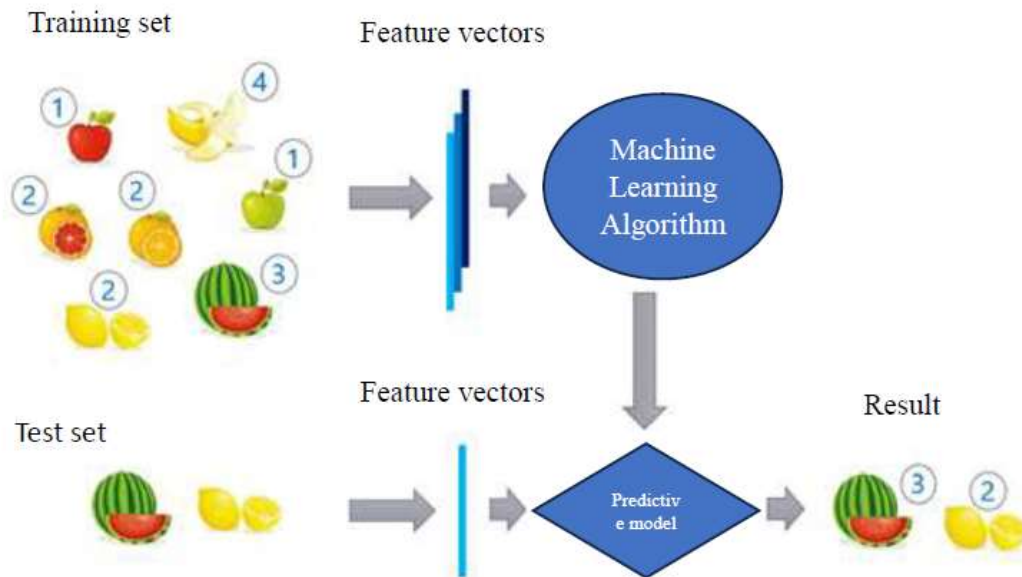 Training set
Feature vectors
4
1
1
2
2
3
2
Machine
Learning
Algorithm
Feature vectors
Result
Test set
3
2
Predictiv
e model